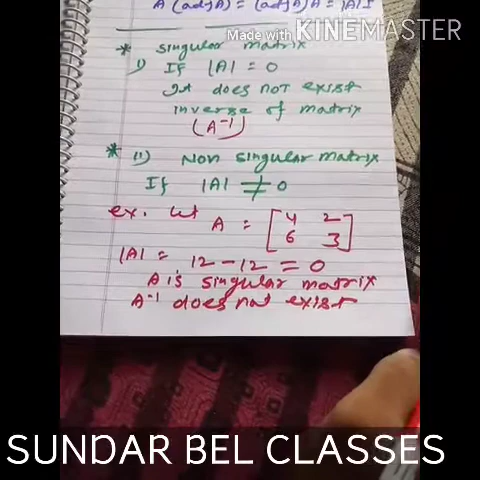 A (adj A) = (adj A) A = |A| I
Made with KINEMASTER
* Singular matrix
i) If |A| = 0
It does not exist
inverse of matrix
(A⁻¹)
* ii) Non singular matrix
If |A| ≠ 0
ex. let A = [4 2
6 3]
|A| = 12 - 12 = 0
A is singular matrix
A⁻¹ does not exist
SUNDAR BEL CLASSES